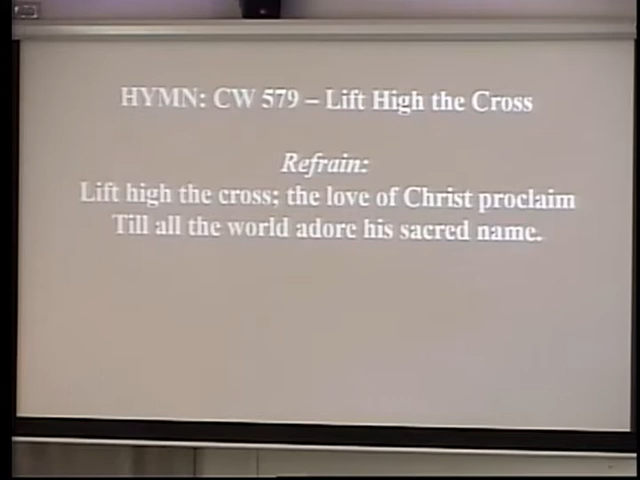 HYMN: CW 579 – Lift High the Cross
Refrain:
Lift high the cross; the love of Christ proclaim
Till all the world adore his sacred name.